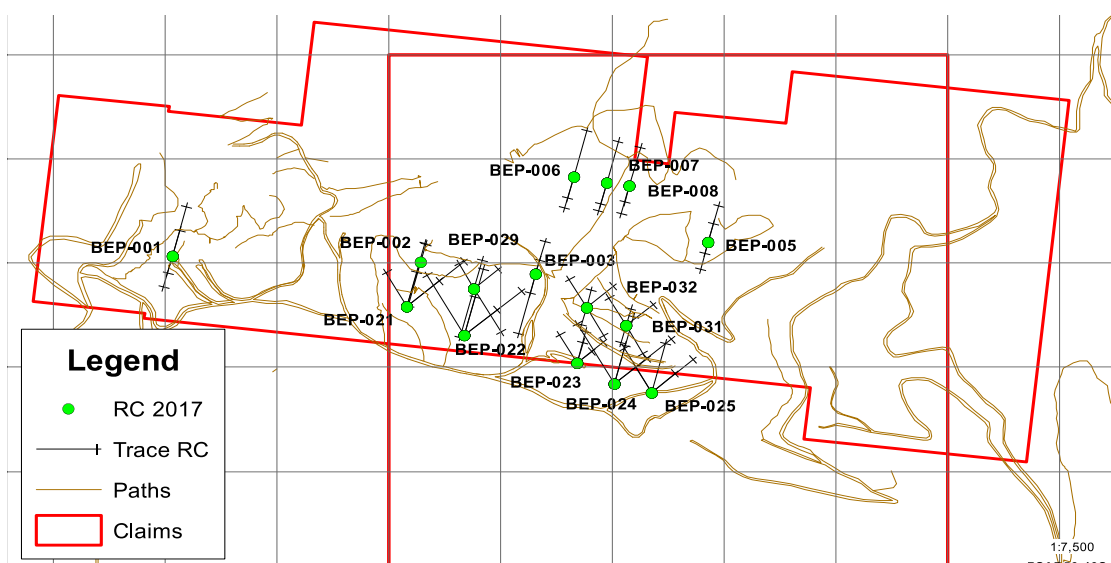 BEP-006
BEP-007
BEP-008
BEP-001
BEP-002
BEP-029
BEP-003
BEP-005
BEP-032
BEP-021
BEP-022
BEP-031
BEP-023
BEP-024
BEP-025
Legend
RC 2017
Trace RC
Paths
Claims
1:7,500